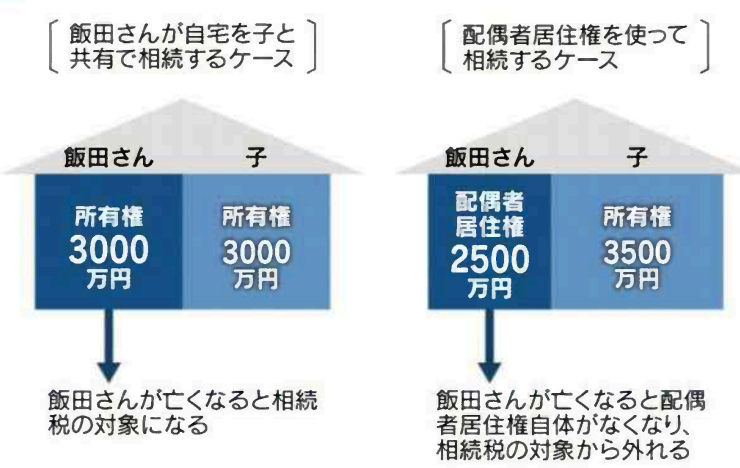 飯田さんが自宅を子と
共有で相続するケース
飯田さん
子
所有権
3000
万円
所有権
3000
万円
飯田さんが亡くなると相続
税の対象になる
配偶者居住権を使って
相続するケース
飯田さん
子
配偶者
居住権
2500
万円
所有権
3500
万円
飯田さんが亡くなると配偶
者居住権自体がなくなり、
相続税の対象から外れる